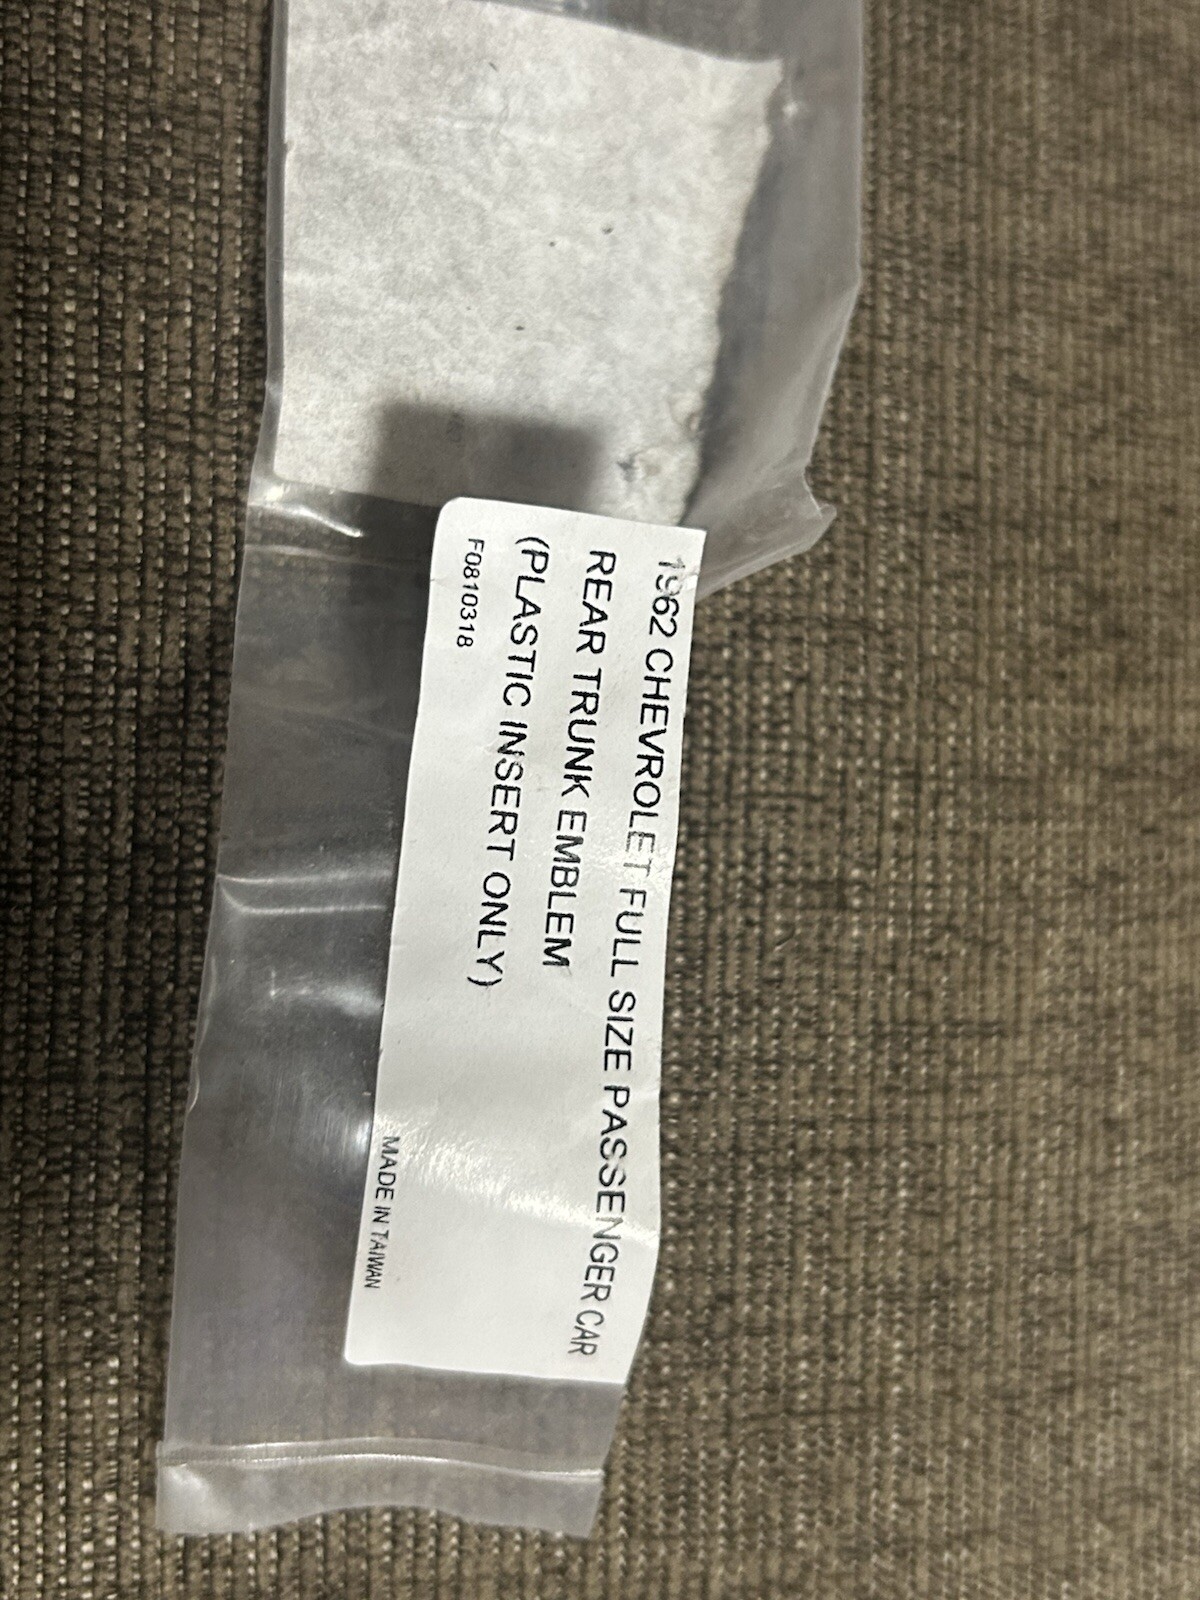 1962 CHEVROLET FULL SIZE PASSENGER CAR
REAR TRUNK EMBLEM
(PLASTIC INSERT ONLY)
F0810318
MADE IN TAIWAN